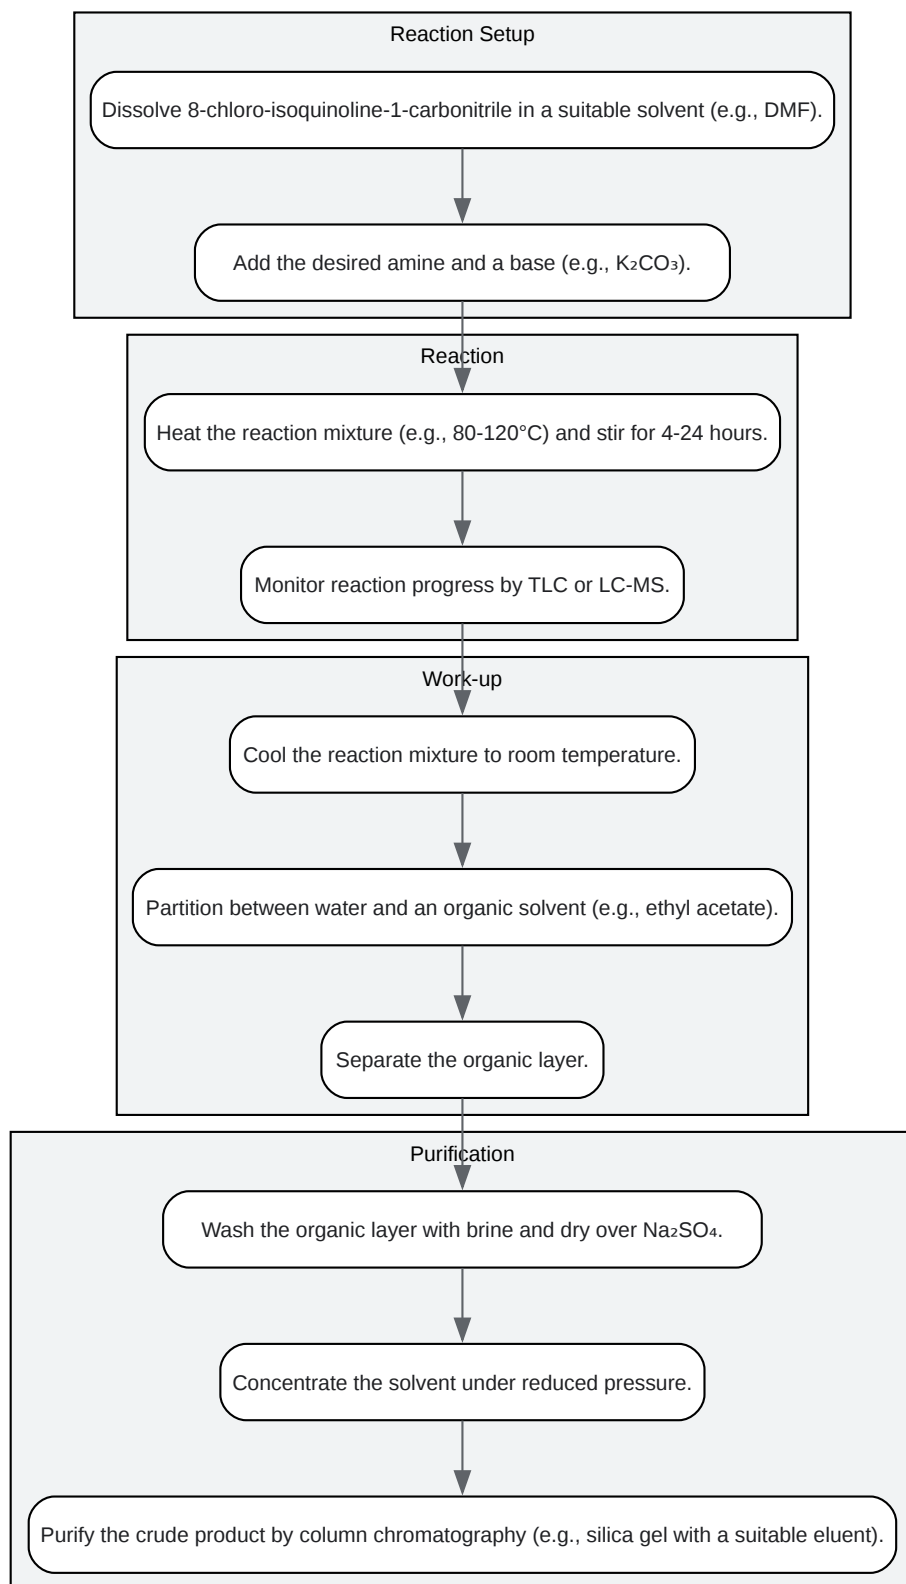 Reaction Setup
Dissolve 8-chloro-isoquinoline-1-carbonitrile in a suitable solvent (e.g., DMF).
Add the desired amine and a base (e.g., K₂CO₃).
Reaction
Heat the reaction mixture (e.g., 80-120°C) and stir for 4-24 hours.
Monitor reaction progress by TLC or LC-MS.
Work-up
Cool the reaction mixture to room temperature.
Partition between water and an organic solvent (e.g., ethyl acetate).
Separate the organic layer.
Purification
Wash the organic layer with brine and dry over Na₂SO₄.
Concentrate the solvent under reduced pressure.
Purify the crude product by column chromatography (e.g., silica gel with a suitable eluent).